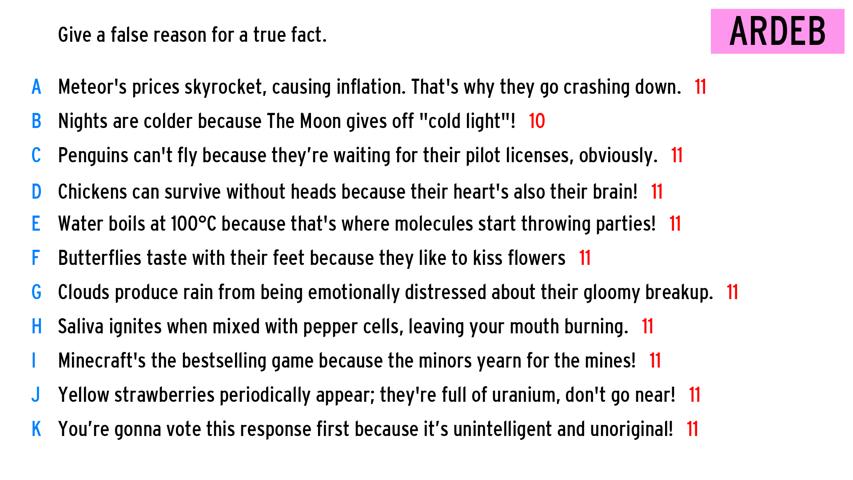 Give a false reason for a true fact.
ARDEB
A Meteor's prices skyrocket, causing inflation. That's why they go crashing down. 11
B Nights are colder because The Moon gives off "cold light"! 10
C Penguins can't fly because they’re waiting for their pilot licenses, obviously. 11
D Chickens can survive without heads because their heart's also their brain! 11
E Water boils at 100°C because that's where molecules start throwing parties! 11
F Butterflies taste with their feet because they like to kiss flowers 11
G Clouds produce rain from being emotionally distressed about their gloomy breakup. 11
H Saliva ignites when mixed with pepper cells, leaving your mouth burning. 11
I Minecraft's the bestselling game because the minors yearn for the mines! 11
J Yellow strawberries periodically appear; they're full of uranium, don't go near! 11
K You’re gonna vote this response first because it’s unintelligent and unoriginal! 11